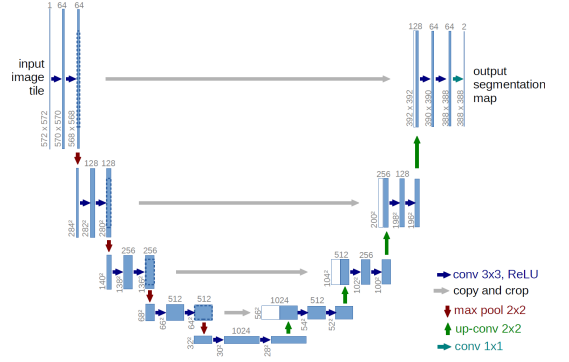 1 64 64
128 64 64 2
input
image
tile
output
segmentation
map
572 x 572
570 x 570
568 x 568
392 x 392
390 x 390
388 x 388
388 x 388
128 128
256 128
284²
282²
280²
200²
198²
196²
256 256
512 256
140²
138²
136²
104²
102²
100²
512 512
1024 512
68²
66²
64²
56²
54²
52²
1024
32²
30²
28²
conv 3x3, ReLU
copy and crop
max pool 2x2
up-conv 2x2
conv 1x1